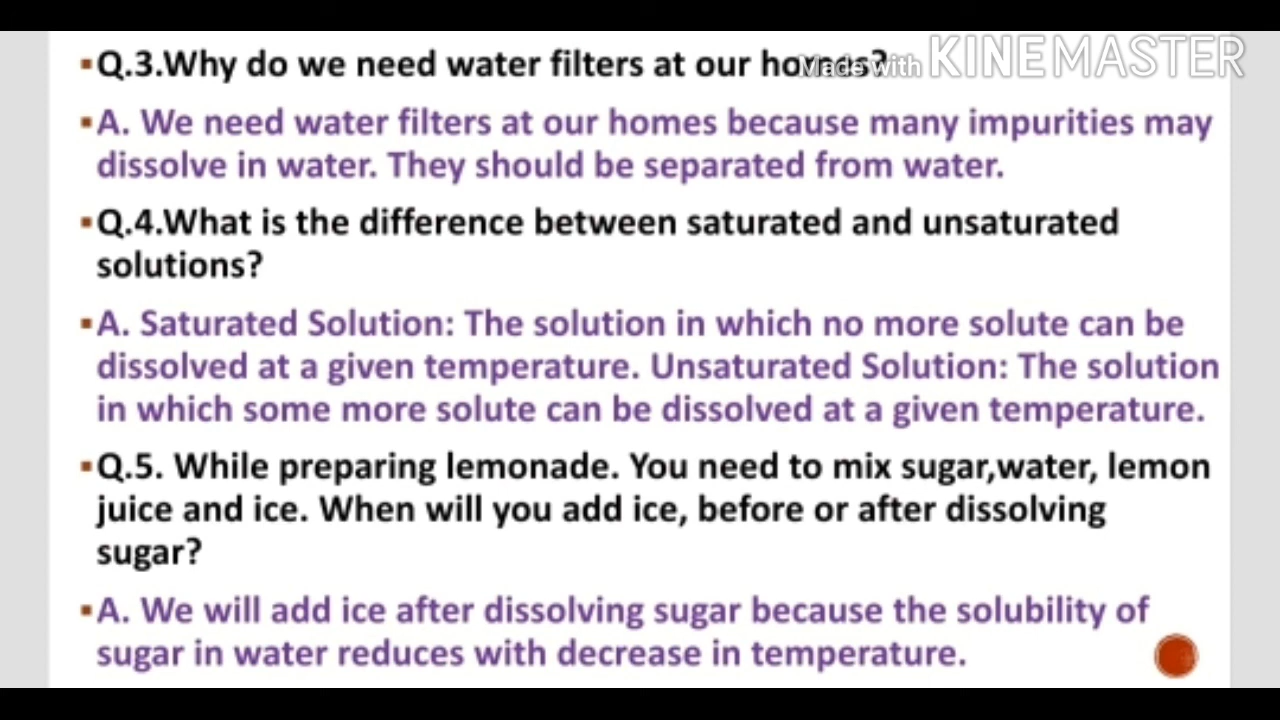 ▪Q.3.Why do we need water filters at our homes?
Made with KINEMASTER
▪A. We need water filters at our homes because many impurities may
dissolve in water. They should be separated from water.
▪Q.4.What is the difference between saturated and unsaturated
solutions?
▪A. Saturated Solution: The solution in which no more solute can be
dissolved at a given temperature. Unsaturated Solution: The solution
in which some more solute can be dissolved at a given temperature.
▪Q.5. While preparing lemonade. You need to mix sugar,water, lemon
juice and ice. When will you add ice, before or after dissolving
sugar?
▪A. We will add ice after dissolving sugar because the solubility of
sugar in water reduces with decrease in temperature.